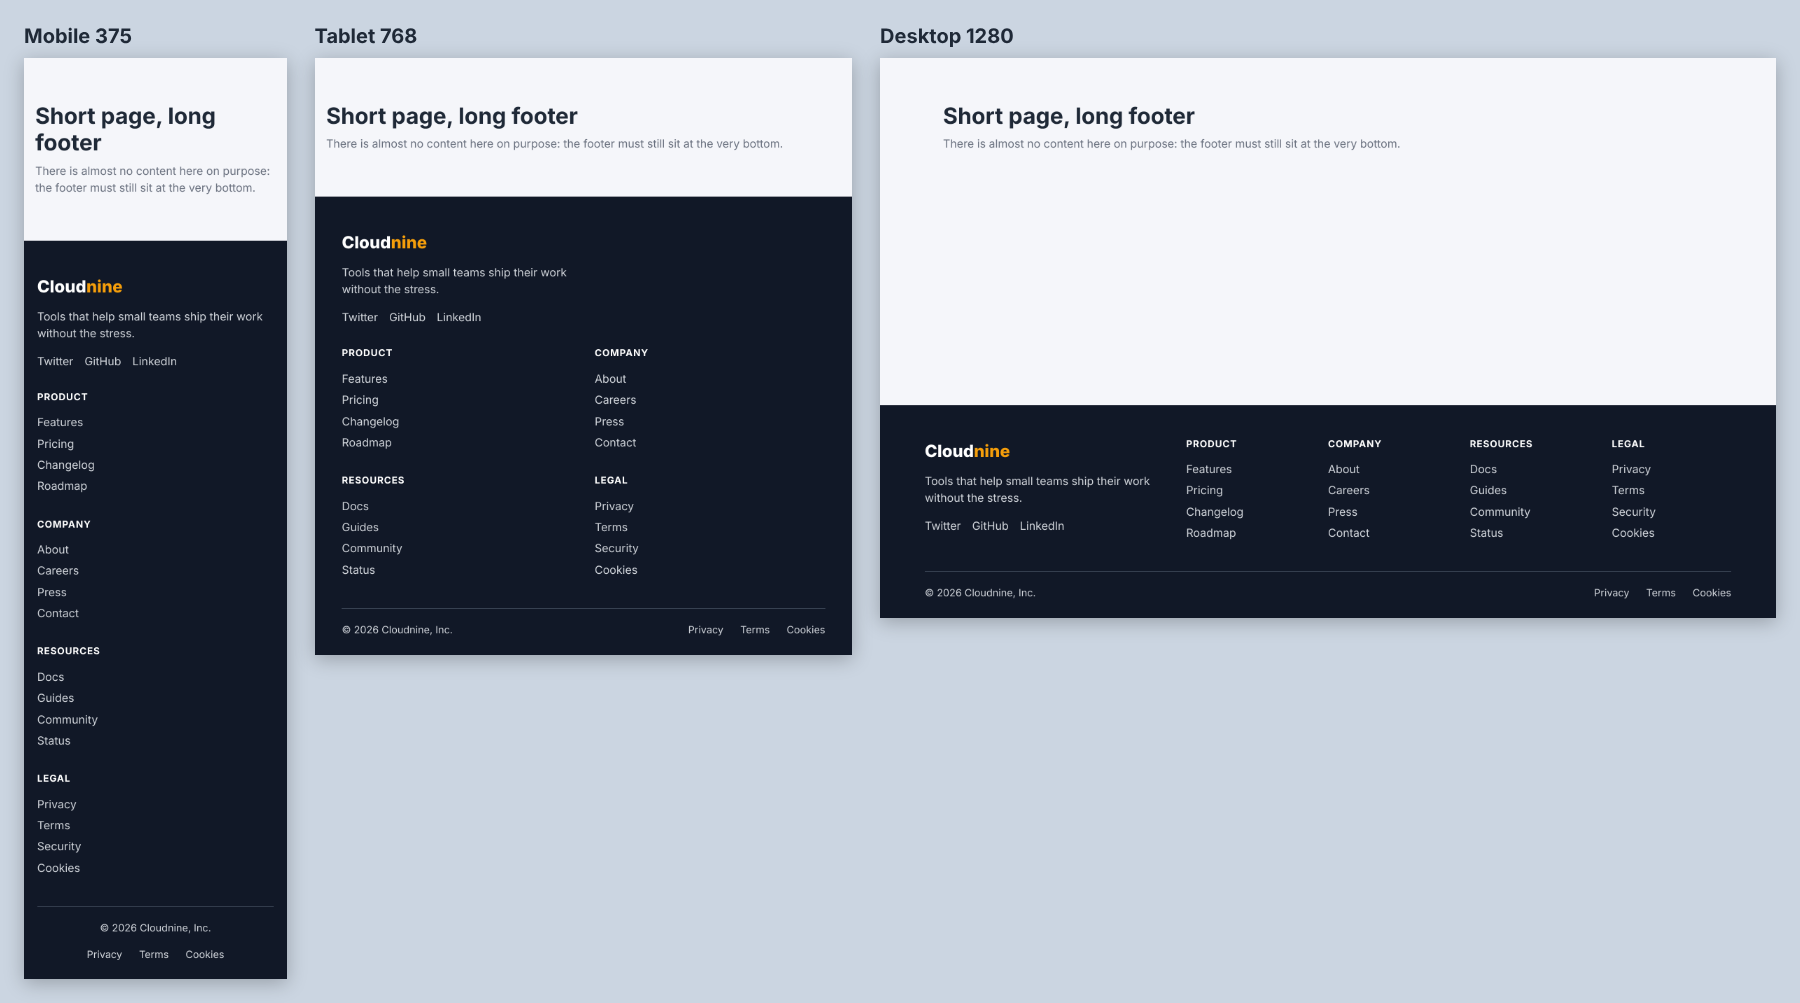 Mobile 375
Short page, long
footer
There is almost no content here on purpose:
the footer must still sit at the very bottom.
Cloudnine
Tools that help small teams ship their work
without the stress.
Twitter GitHub LinkedIn
PRODUCT
Features
Pricing
Changelog
Roadmap
COMPANY
About
Careers
Press
Contact
RESOURCES
Docs
Guides
Community
Status
LEGAL
Privacy
Terms
Security
Cookies
© 2026 Cloudnine, Inc.
Privacy Terms Cookies
Tablet 768
Short page, long footer
There is almost no content here on purpose: the footer must still sit at the very bottom.
Cloudnine
Tools that help small teams ship their work
without the stress.
Twitter GitHub LinkedIn
PRODUCT
Features
Pricing
Changelog
Roadmap
COMPANY
About
Careers
Press
Contact
RESOURCES
Docs
Guides
Community
Status
LEGAL
Privacy
Terms
Security
Cookies
© 2026 Cloudnine, Inc.
Privacy Terms Cookies
Desktop 1280
Short page, long footer
There is almost no content here on purpose: the footer must still sit at the very bottom.
Cloudnine
Tools that help small teams ship their work
without the stress.
Twitter GitHub LinkedIn
PRODUCT
Features
Pricing
Changelog
Roadmap
COMPANY
About
Careers
Press
Contact
RESOURCES
Docs
Guides
Community
Status
LEGAL
Privacy
Terms
Security
Cookies
© 2026 Cloudnine, Inc.
Privacy Terms Cookies